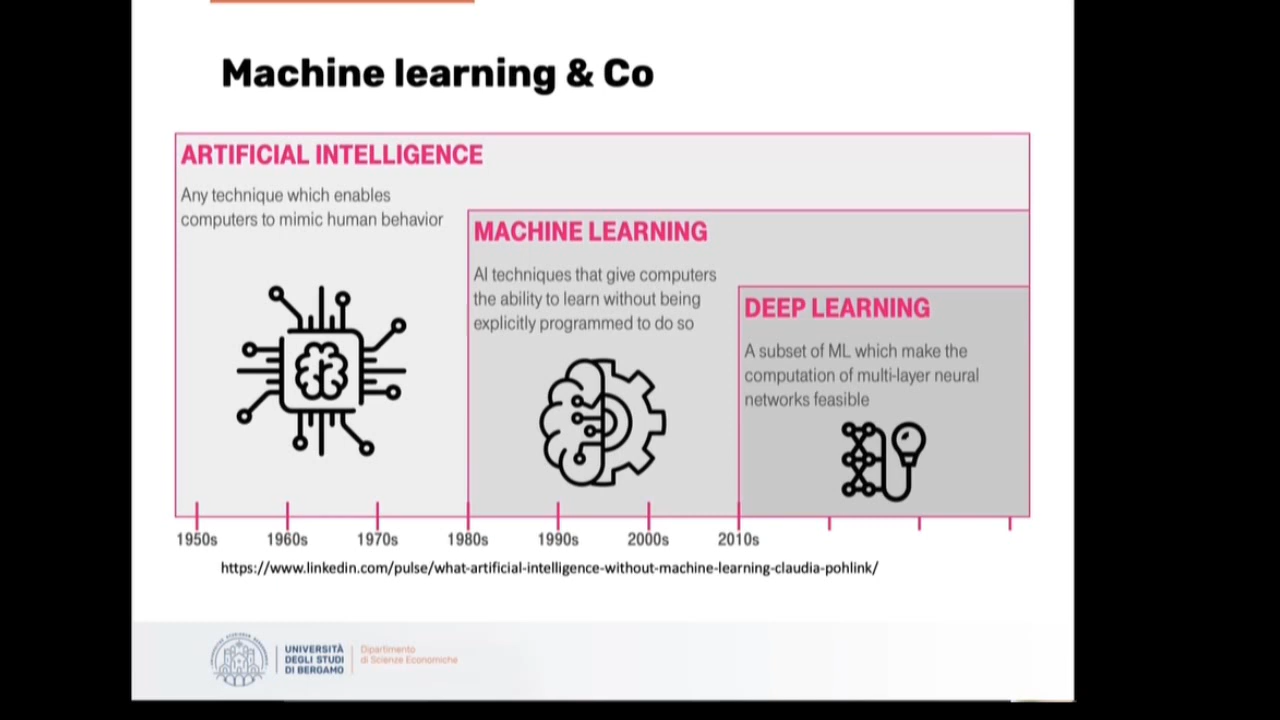 Machine learning & Co
ARTIFICIAL INTELLIGENCE
Any technique which enables
computers to mimic human behavior
MACHINE LEARNING
AI techniques that give computers
the ability to learn without being
explicitly programmed to do so
DEEP LEARNING
A subset of ML which make the
computation of multi-layer neural
networks feasible
1950s 1960s 1970s 1980s 1990s 2000s 2010s
https://www.linkedin.com/pulse/what-artificial-intelligence-without-machine-learning-claudia-pohlink/
UNIVERSITÀ
DEGLI STUDI
DI BERGAMO
Dipartimento
di Scienze Economiche